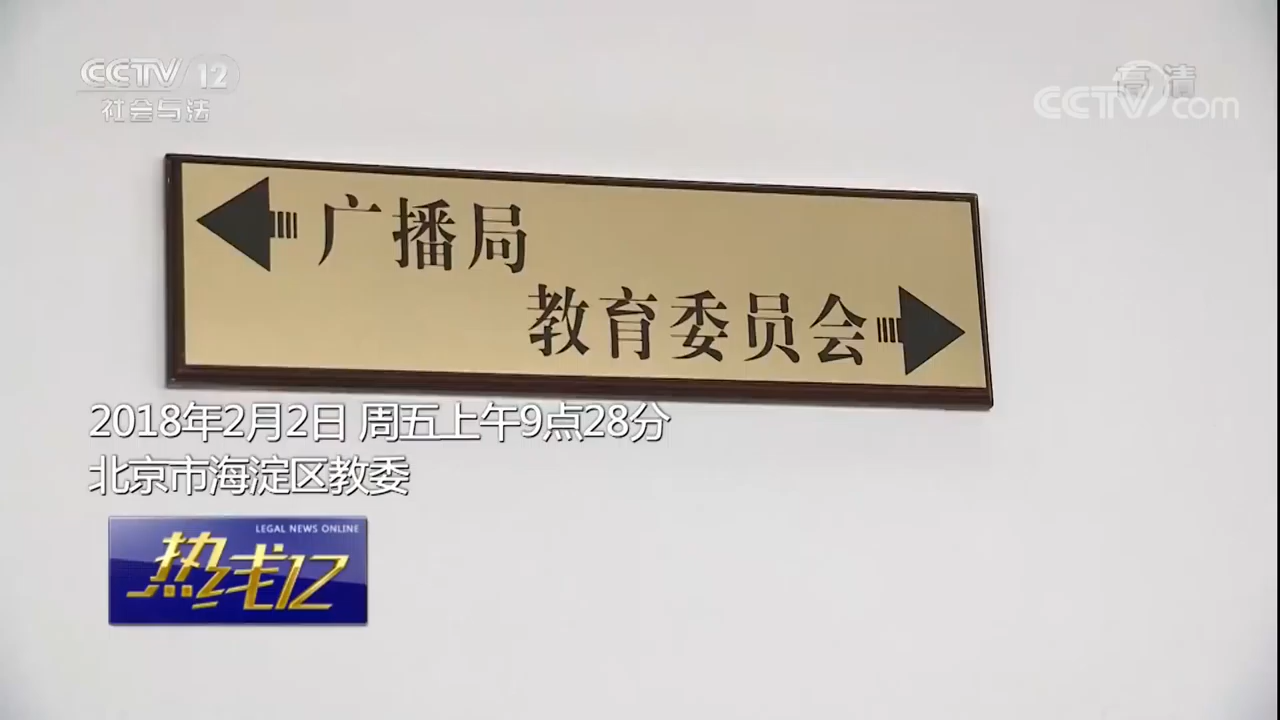 CCTV 12
社会与法
高清
CCTV.com
广播局
教育委员会
2018年2月2日 周五上午9点28分
北京市海淀区教委
LEGAL NEWS ONLINE
热线12